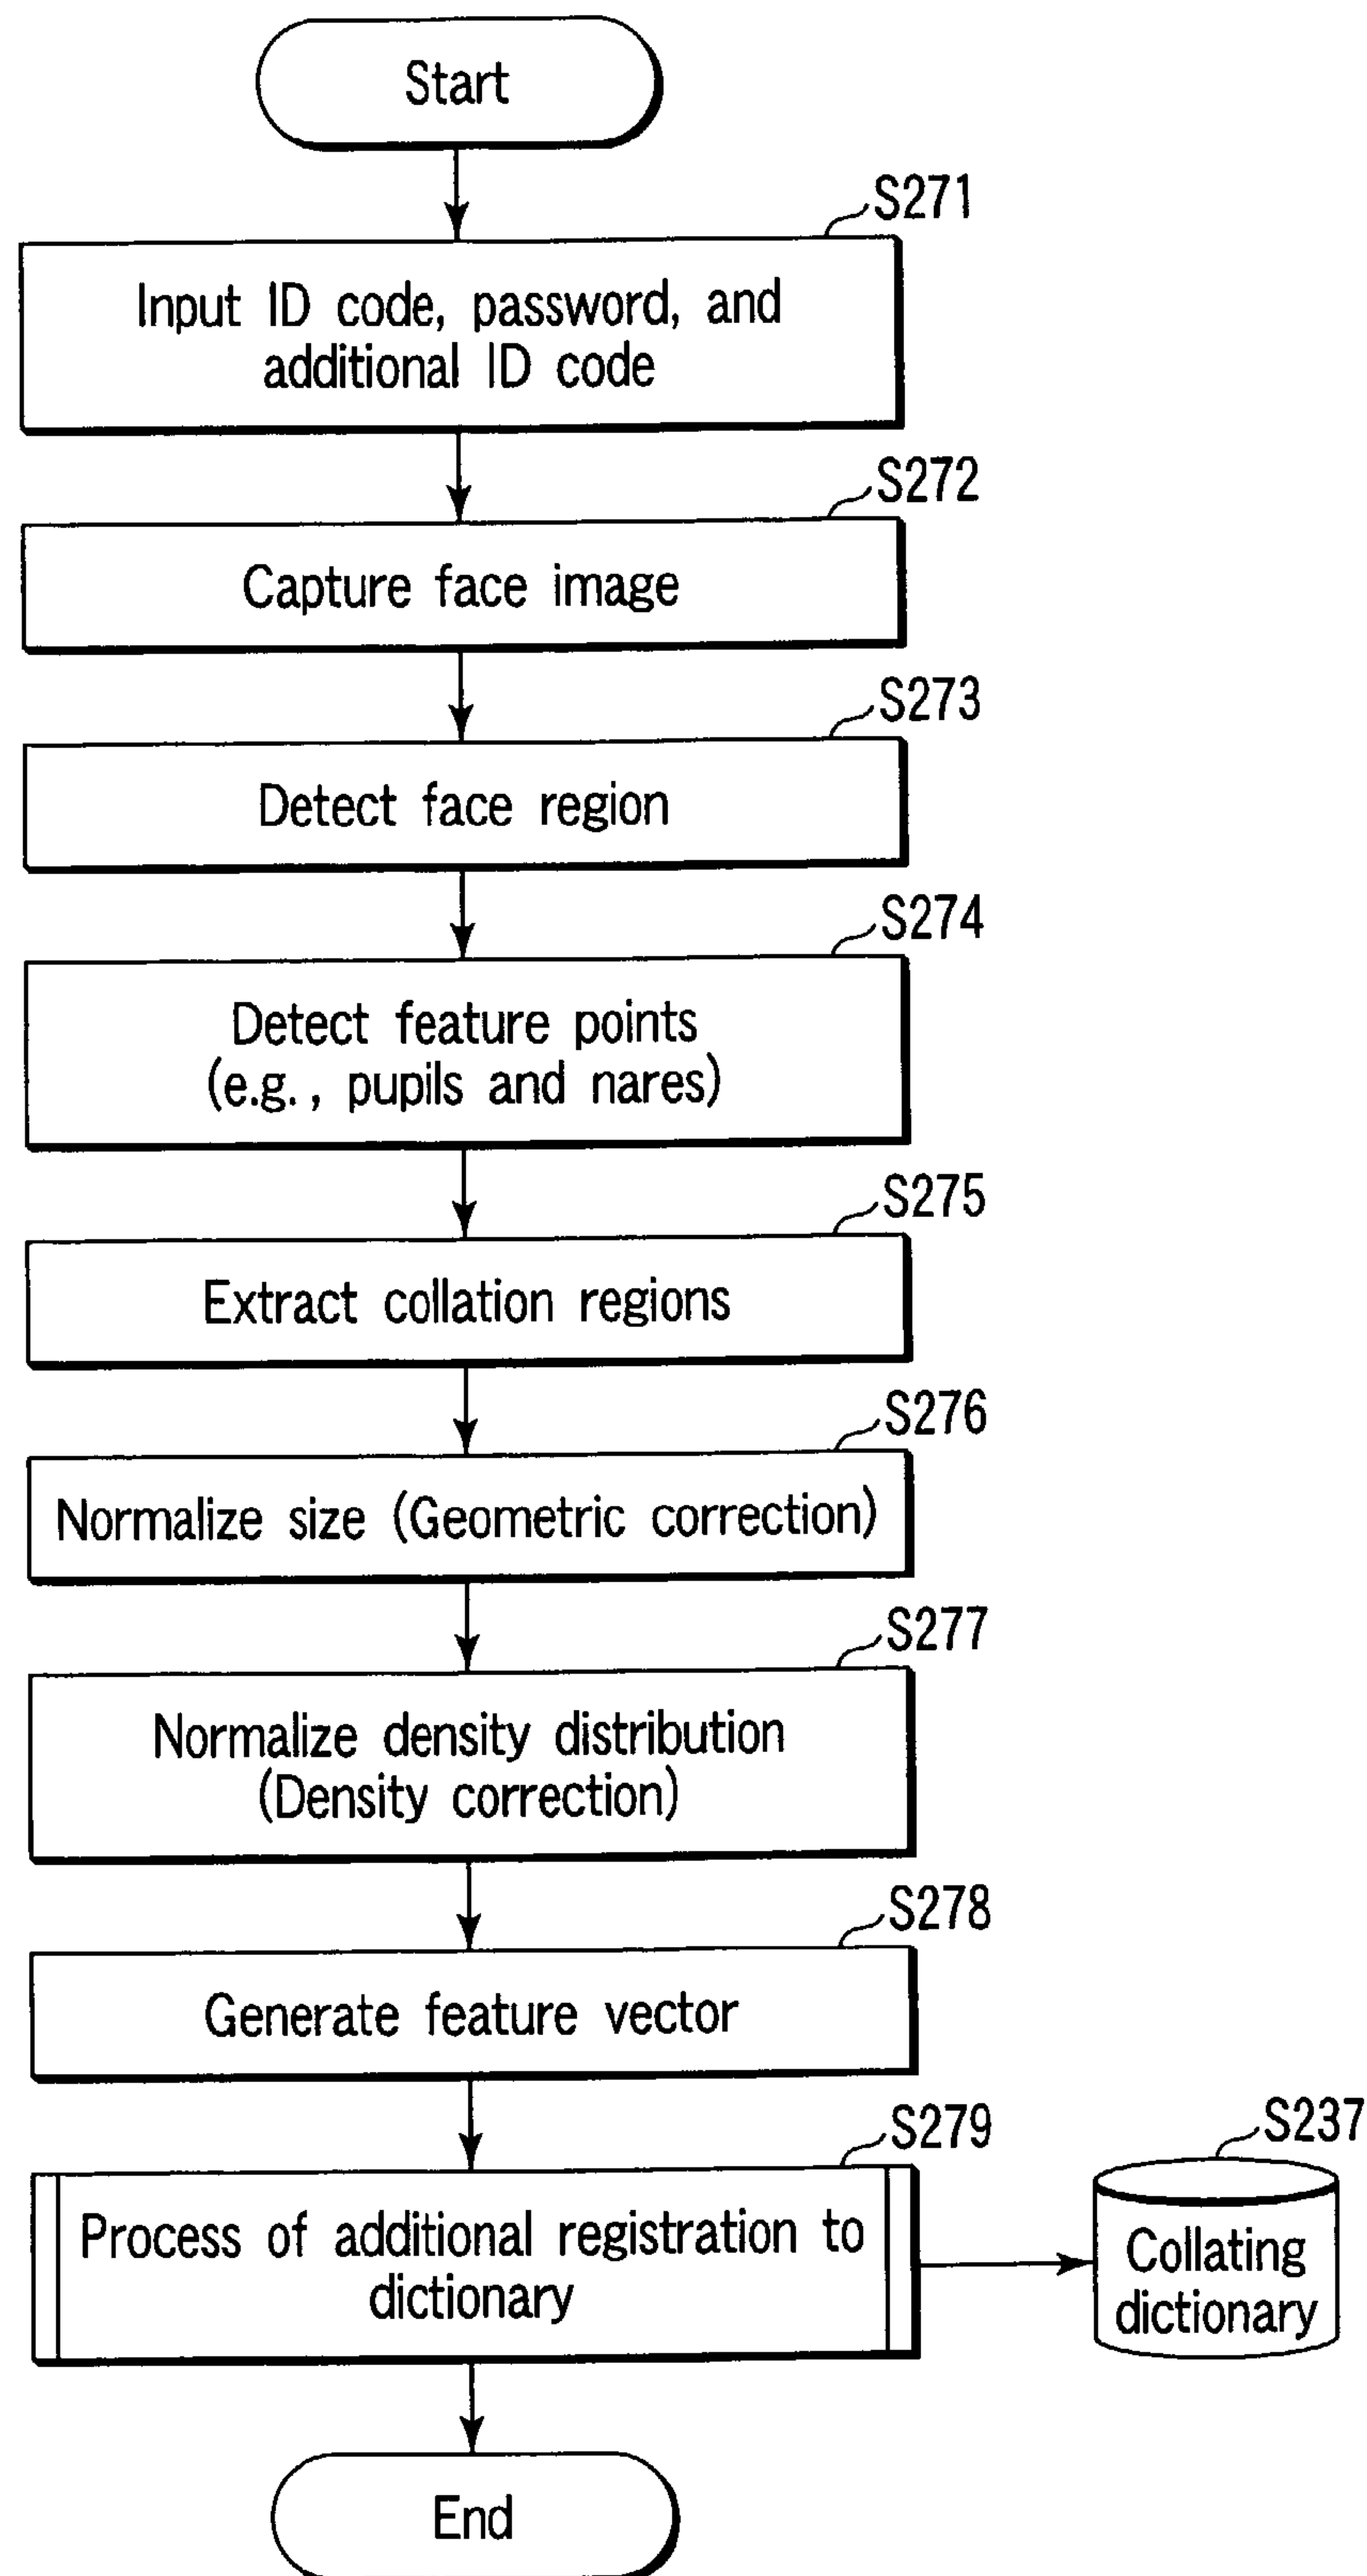 Start
S271
Input ID code, password, and
additional ID code
S272
Capture face image
S273
Detect face region
S274
Detect feature points
(e.g., pupils and nares)
S275
Extract collation regions
S276
Normalize size (Geometric correction)
S277
Normalize density distribution
(Density correction)
S278
Generate feature vector
S279
Process of additional registration to
dictionary
S237
Collating
dictionary
End